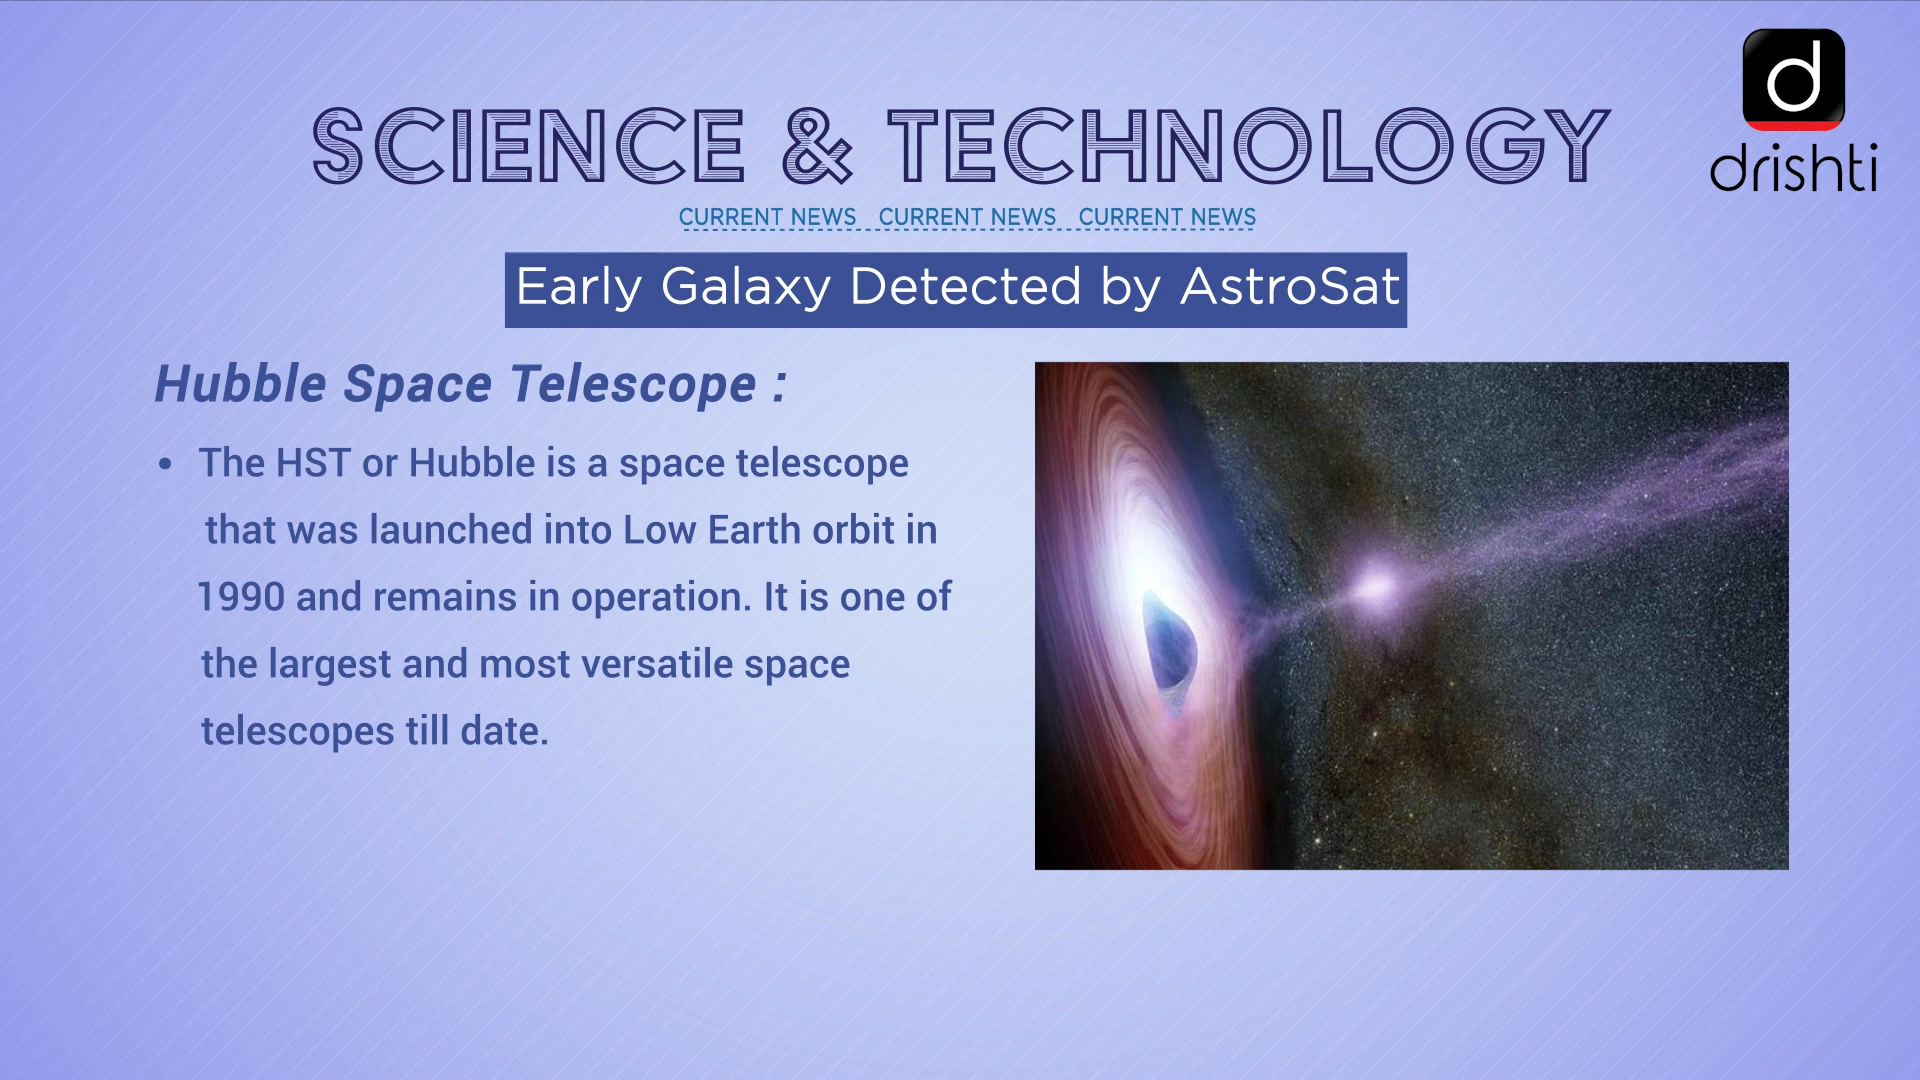 d
drishti
SCIENCE & TECHNOLOGY
CURRENT NEWS CURRENT NEWS CURRENT NEWS
Early Galaxy Detected by AstroSat
Hubble Space Telescope :
• The HST or Hubble is a space telescope
that was launched into Low Earth orbit in
1990 and remains in operation. It is one of
the largest and most versatile space
telescopes till date.